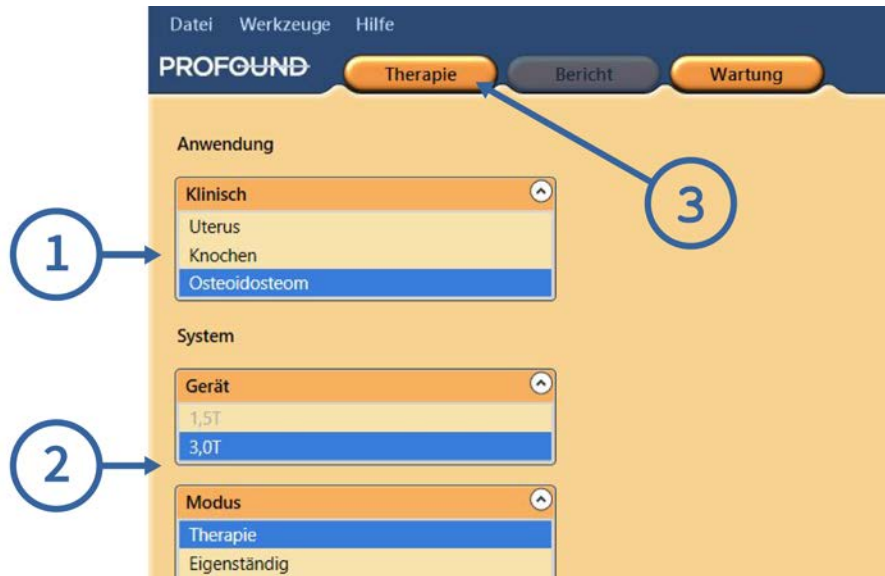 Datei Werkzeuge Hilfe
PROFOUND Therapie Bericht Wartung
Anwendung
Klinisch
Uterus
Knochen
Osteoidosteom
System
Gerät
1,5T
3,0T
Modus
Therapie
Eigenständig
1
2
3